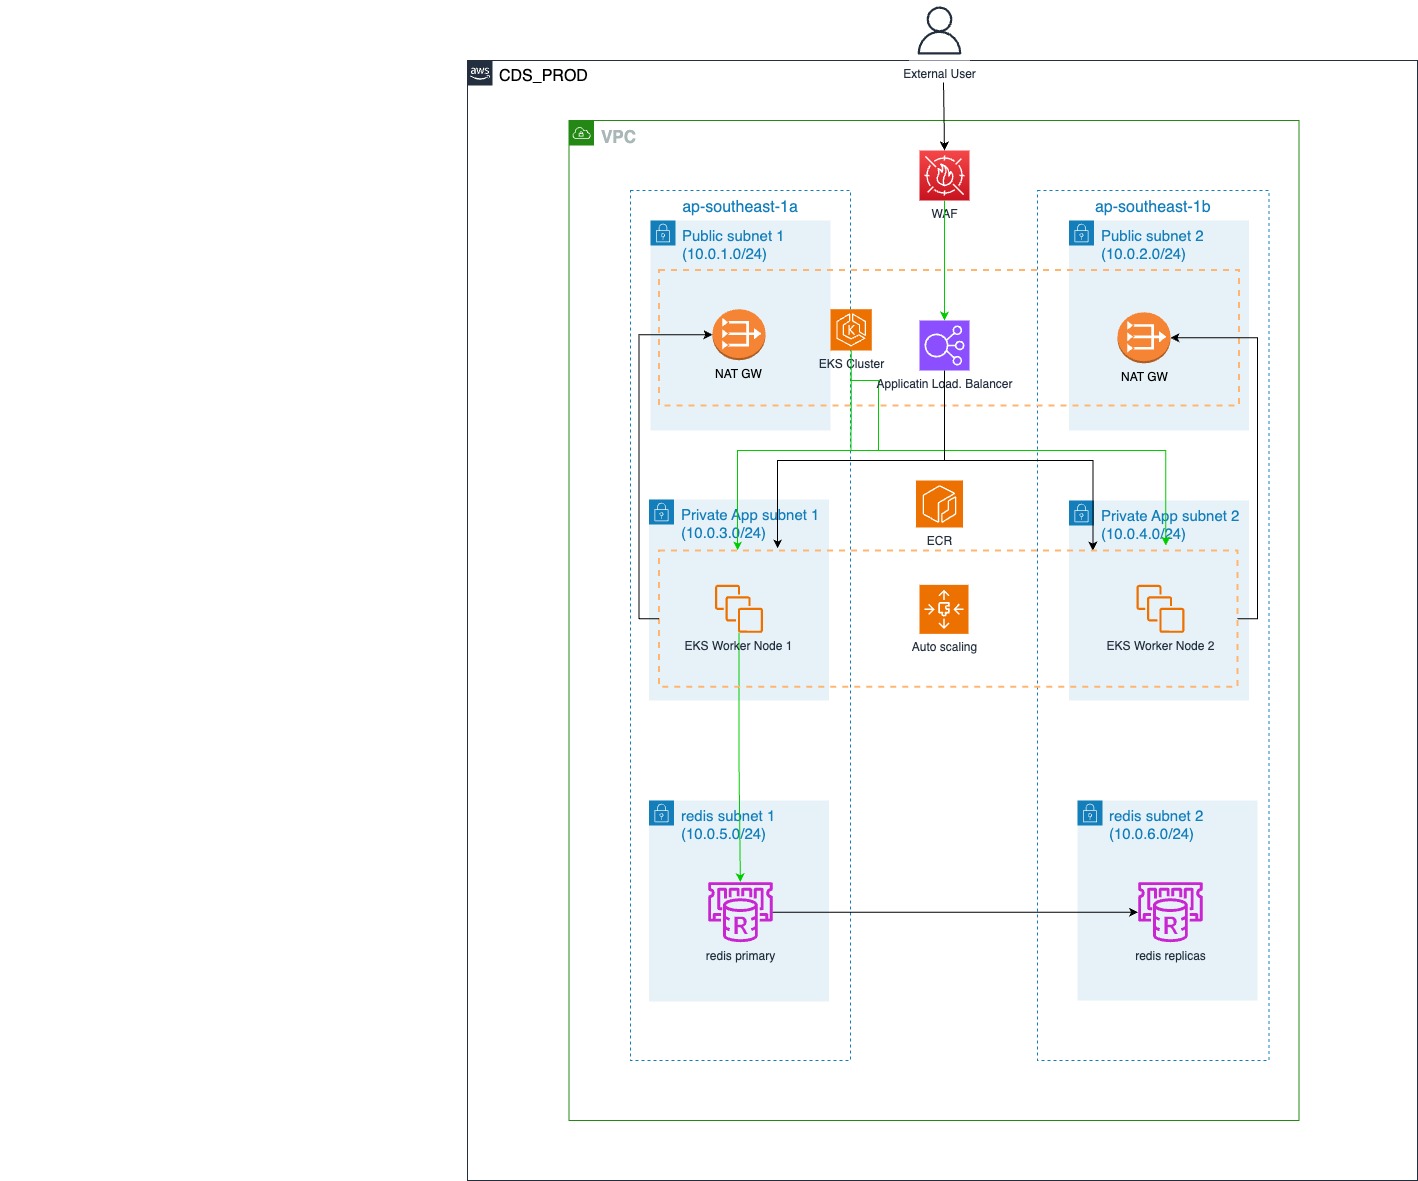 External User
aws
CDS_PROD
VPC
WAF
ap-southeast-1a
ap-southeast-1b
Public subnet 1
(10.0.1.0/24)
Public subnet 2
(10.0.2.0/24)
K
NAT GW
EKS Cluster
Applicatin Load. Balancer
NAT GW
Private App subnet 1
(10.0.3.0/24)
ECR
Private App subnet 2
(10.0.4.0/24)
EKS Worker Node 1
Auto scaling
EKS Worker Node 2
redis subnet 1
(10.0.5.0/24)
redis subnet 2
(10.0.6.0/24)
R
R
redis primary
redis replicas